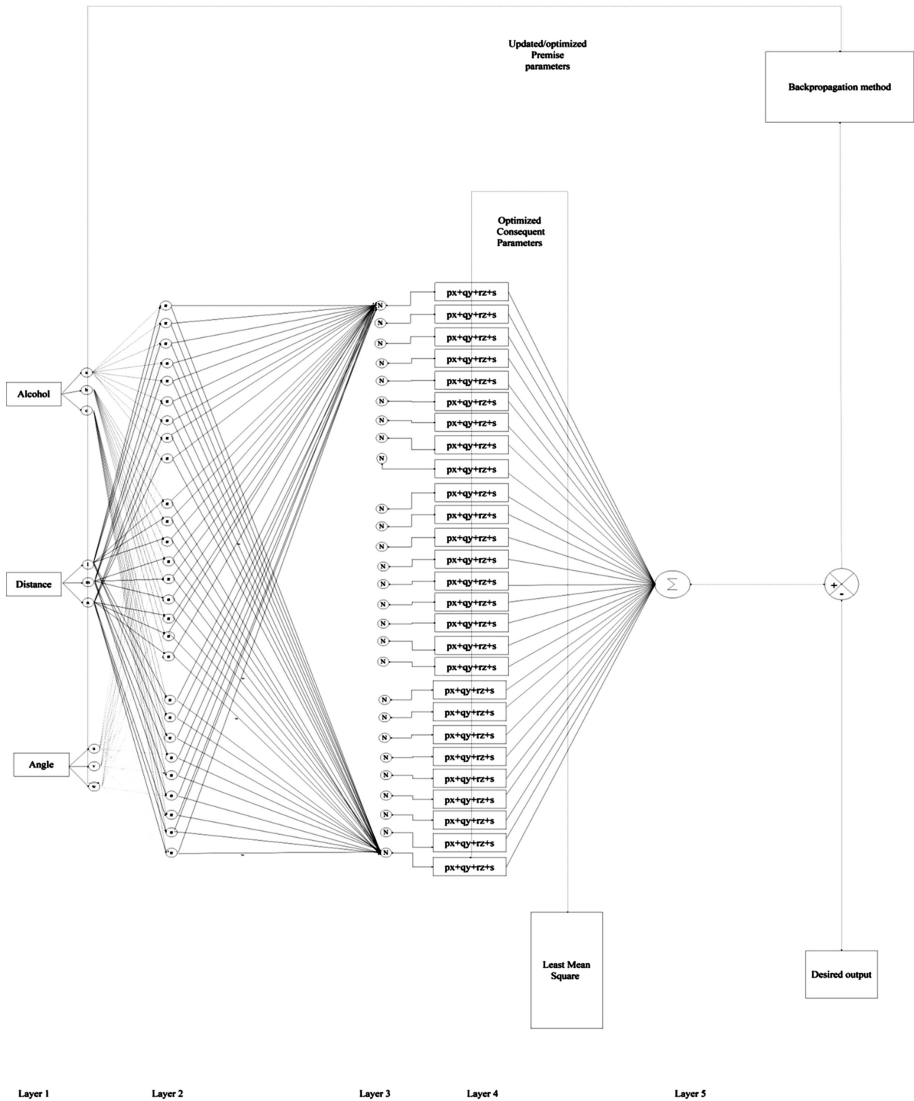 Updated/optimized
Premise
parameters
Backpropagation method
Optimized
Consequent
Parameters
Alcohol
Distance
Angle
a
b
c
l
m
n
N
px+qy+rz+s
N
px+qy+rz+s
N
px+qy+rz+s
N
px+qy+rz+s
N
px+qy+rz+s
N
px+qy+rz+s
N
px+qy+rz+s
N
px+qy+rz+s
N
px+qy+rz+s
N
px+qy+rz+s
N
px+qy+rz+s
N
px+qy+rz+s
N
px+qy+rz+s
N
px+qy+rz+s
N
px+qy+rz+s
N
px+qy+rz+s
N
px+qy+rz+s
N
px+qy+rz+s
N
px+qy+rz+s
N
px+qy+rz+s
N
px+qy+rz+s
N
px+qy+rz+s
N
px+qy+rz+s
N
px+qy+rz+s
N
px+qy+rz+s
N
px+qy+rz+s
N
px+qy+rz+s
Σ
+
-
Least Mean
Square
Desired output
Layer 1
Layer 2
Layer 3
Layer 4
Layer 5